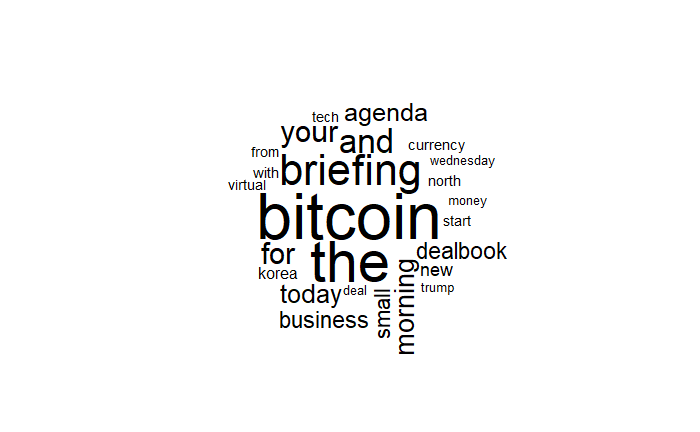 tech
agenda
your
and
from
currency
briefing
wednesday
with
north
virtual
money
bitcoin
start
for
the
dealbook
korea
new
today
deal
small
morning
trump
business